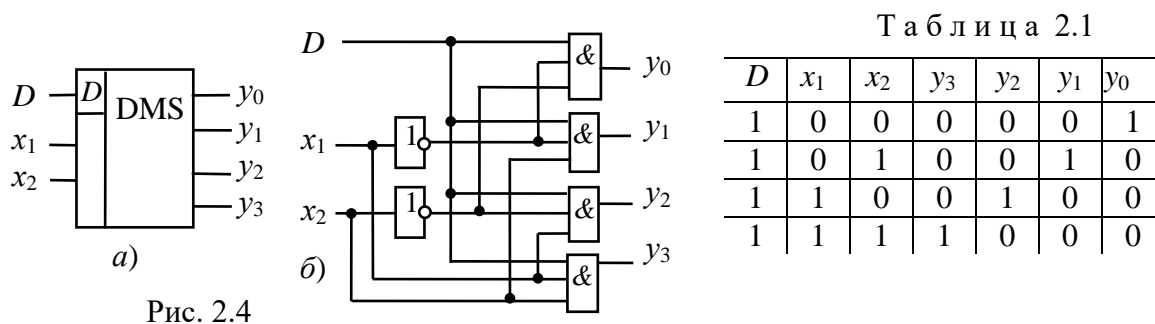 D
x1
x2
D
DMS
y0
y1
y2
y3
а)
Рис. 2.4
D
x1
x2
1
1
&
&
&
&
y0
y1
y2
y3
б)
Т а б л и ц а 2.1
D x1 x2 y3 y2 y1 y0
1 0 0 0 0 0 1
1 0 1 0 0 1 0
1 1 0 0 1 0 0
1 1 1 1 0 0 0